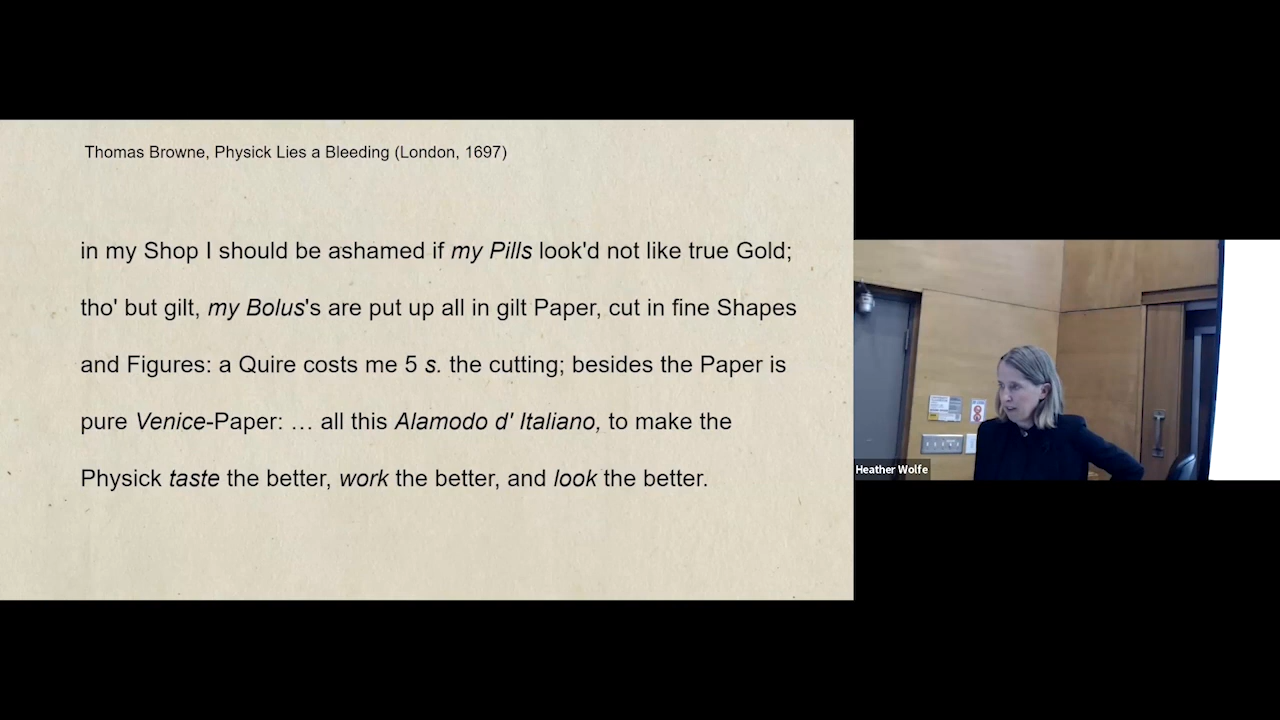 Thomas Browne, Physick Lies a Bleeding (London, 1697)
in my Shop I should be ashamed if my Pills look'd not like true Gold;
tho' but gilt, my Bolus's are put up all in gilt Paper, cut in fine Shapes
and Figures: a Quire costs me 5 s. the cutting; besides the Paper is
pure Venice-Paper: … all this Alamodo d' Italiano, to make the
Physick taste the better, work the better, and look the better.
Heather Wolfe